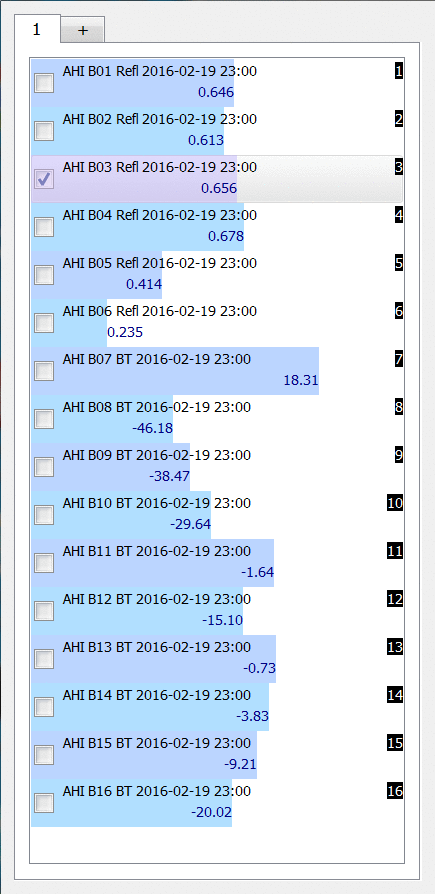 1 +
AHI B01 Refl 2016-02-19 23:00 1
0.646
AHI B02 Refl 2016-02-19 23:00 2
0.613
AHI B03 Refl 2016-02-19 23:00 3
0.656
AHI B04 Refl 2016-02-19 23:00 4
0.678
AHI B05 Refl 2016-02-19 23:00 5
0.414
AHI B06 Refl 2016-02-19 23:00 6
0.235
AHI B07 BT 2016-02-19 23:00 7
18.31
AHI B08 BT 2016-02-19 23:00 8
-46.18
AHI B09 BT 2016-02-19 23:00 9
-38.47
AHI B10 BT 2016-02-19 23:00 10
-29.64
AHI B11 BT 2016-02-19 23:00 11
-1.64
AHI B12 BT 2016-02-19 23:00 12
-15.10
AHI B13 BT 2016-02-19 23:00 13
-0.73
AHI B14 BT 2016-02-19 23:00 14
-3.83
AHI B15 BT 2016-02-19 23:00 15
-9.21
AHI B16 BT 2016-02-19 23:00 16
-20.02